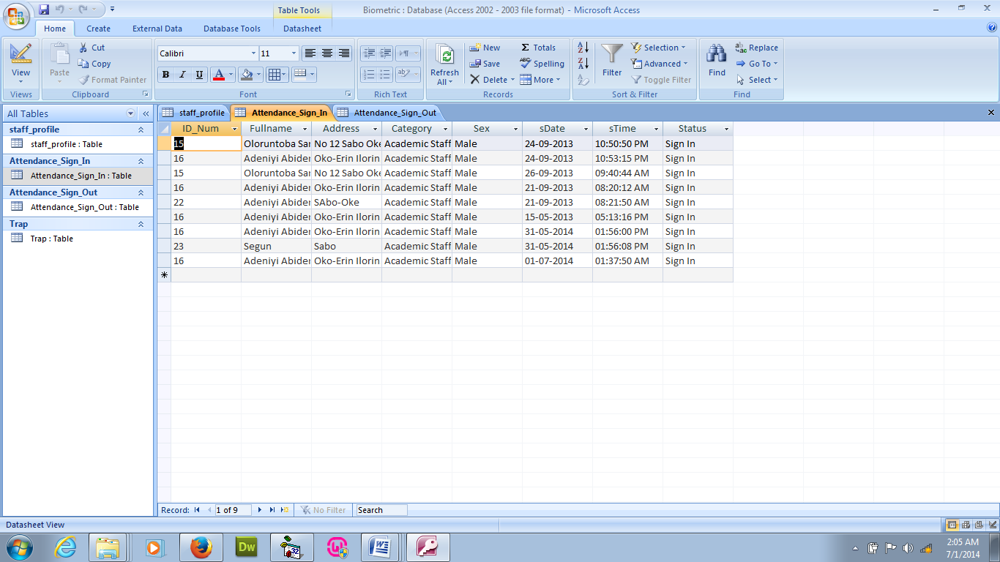 Table Tools
Biometric : Database (Access 2002 - 2003 file format) - Microsoft Access
Home Create External Data Database Tools Datasheet
View
Views
Paste
Cut
Copy
Format Painter
Clipboard
Calibri 11
B I U A
Font
Rich Text
Refresh All
New
Save
Delete
Totals
Spelling
More
Records
Filter
Selection
Advanced
Toggle Filter
Sort & Filter
Find
Replace
Go To
Select
Find
All Tables
staff_profile
staff_profile : Table
Attendance_Sign_In
Attendance_Sign_In : Table
Attendance_Sign_Out
Attendance_Sign_Out : Table
Trap
Trap : Table
staff_profile Attendance_Sign_In Attendance_Sign_Out
ID_Num Fullname Address Category Sex sDate sTime Status
15 Oloruntoba Sar No 12 Sabo Oke Academic Staff Male 24-09-2013 10:50:50 PM Sign In
16 Adeniyi Abider Oko-Erin Ilorin Academic Staff Male 24-09-2013 10:53:15 PM Sign In
15 Oloruntoba Sar No 12 Sabo Oke Academic Staff Male 26-09-2013 09:40:44 AM Sign In
16 Adeniyi Abider Oko-Erin Ilorin Academic Staff Male 21-09-2013 08:20:12 AM Sign In
22 Adeniyi Abider SAbo-Oke Academic Staff Male 21-09-2013 08:21:50 AM Sign In
16 Adeniyi Abider Oko-Erin Ilorin Academic Staff Male 15-05-2013 05:13:16 PM Sign In
16 Adeniyi Abider Oko-Erin Ilorin Academic Staff Male 31-05-2014 01:56:00 PM Sign In
23 Segun Sabo Academic Staff Male 31-05-2014 01:56:08 PM Sign In
16 Adeniyi Abider Oko-Erin Ilorin Academic Staff Male 01-07-2014 01:37:50 AM Sign In
Record: 1 of 9 No Filter Search
Datasheet View
Dw
32
2:05 AM
7/1/2014